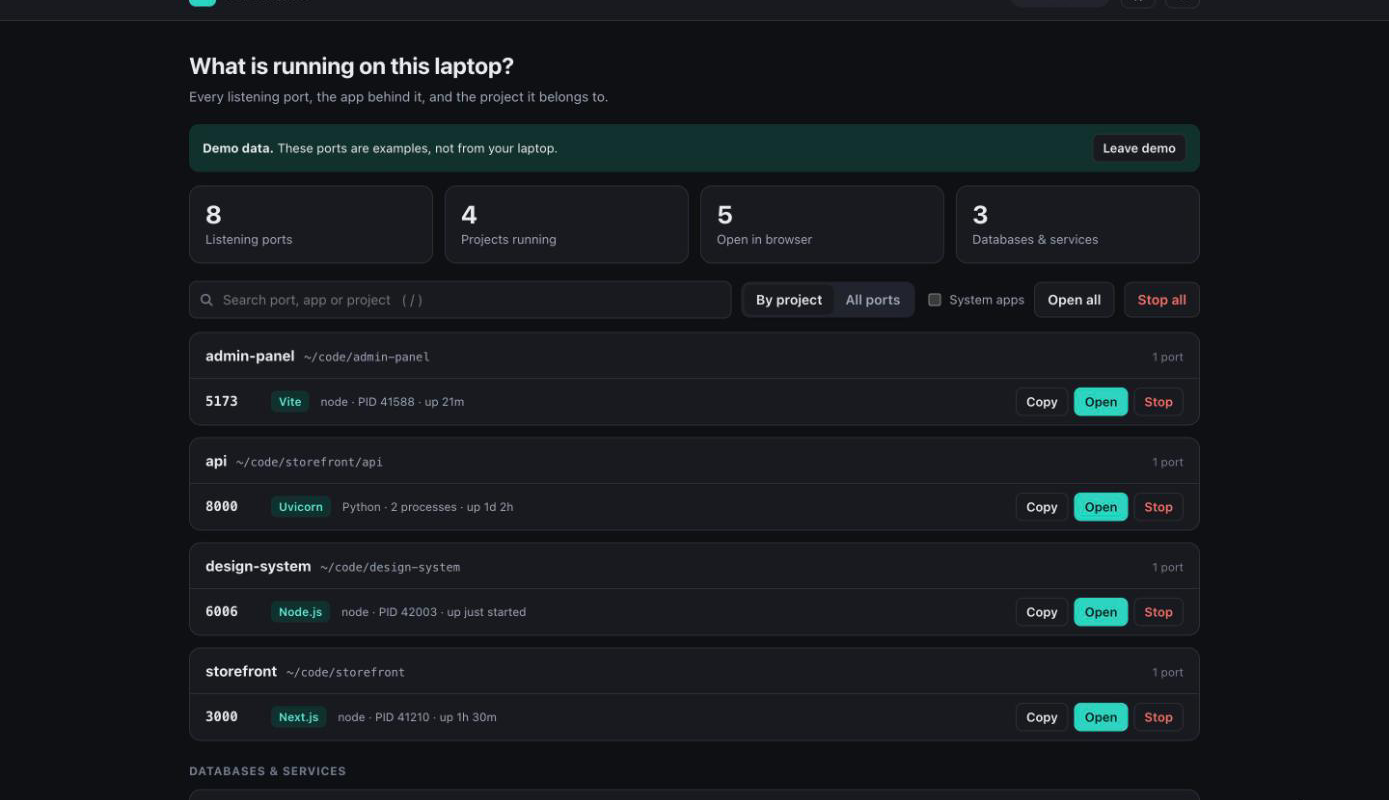 What is running on this laptop?
Every listening port, the app behind it, and the project it belongs to.
Demo data. These ports are examples, not from your laptop. Leave demo
8 4 5 3
Listening ports Projects running Open in browser Databases & services
Search port, app or project (/) By project All ports System apps Open all Stop all
admin-panel ~/code/admin-panel 1 port
5173 Vite node · PID 41588 · up 21m Copy Open Stop
api ~/code/storefront/api 1 port
8000 Uvicorn Python · 2 processes · up 1d 2h Copy Open Stop
design-system ~/code/design-system 1 port
6006 Node.js node · PID 42003 · up just started Copy Open Stop
storefront ~/code/storefront 1 port
3000 Next.js node · PID 41210 · up 1h 30m Copy Open Stop
DATABASES & SERVICES